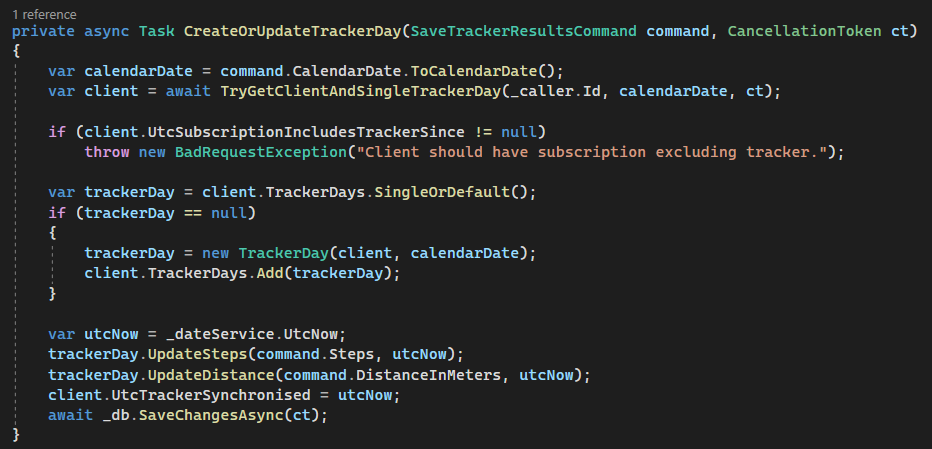 1 reference
private async Task CreateOrUpdateTrackerDay(SaveTrackerResultsCommand command, CancellationToken ct)
{
    var calendarDate = command.CalendarDate.ToCalendarDate();
    var client = await TryGetClientAndSingleTrackerDay(_caller.Id, calendarDate, ct);

    if (client.UtcSubscriptionIncludesTrackerSince != null)
        throw new BadRequestException("Client should have subscription excluding tracker.");

    var trackerDay = client.TrackerDays.SingleOrDefault();
    if (trackerDay == null)
    {
        trackerDay = new TrackerDay(client, calendarDate);
        client.TrackerDays.Add(trackerDay);
    }

    var utcNow = _dateService.UtcNow;
    trackerDay.UpdateSteps(command.Steps, utcNow);
    trackerDay.UpdateDistance(command.DistanceInMeters, utcNow);
    client.UtcTrackerSynchronised = utcNow;
    await _db.SaveChangesAsync(ct);
}